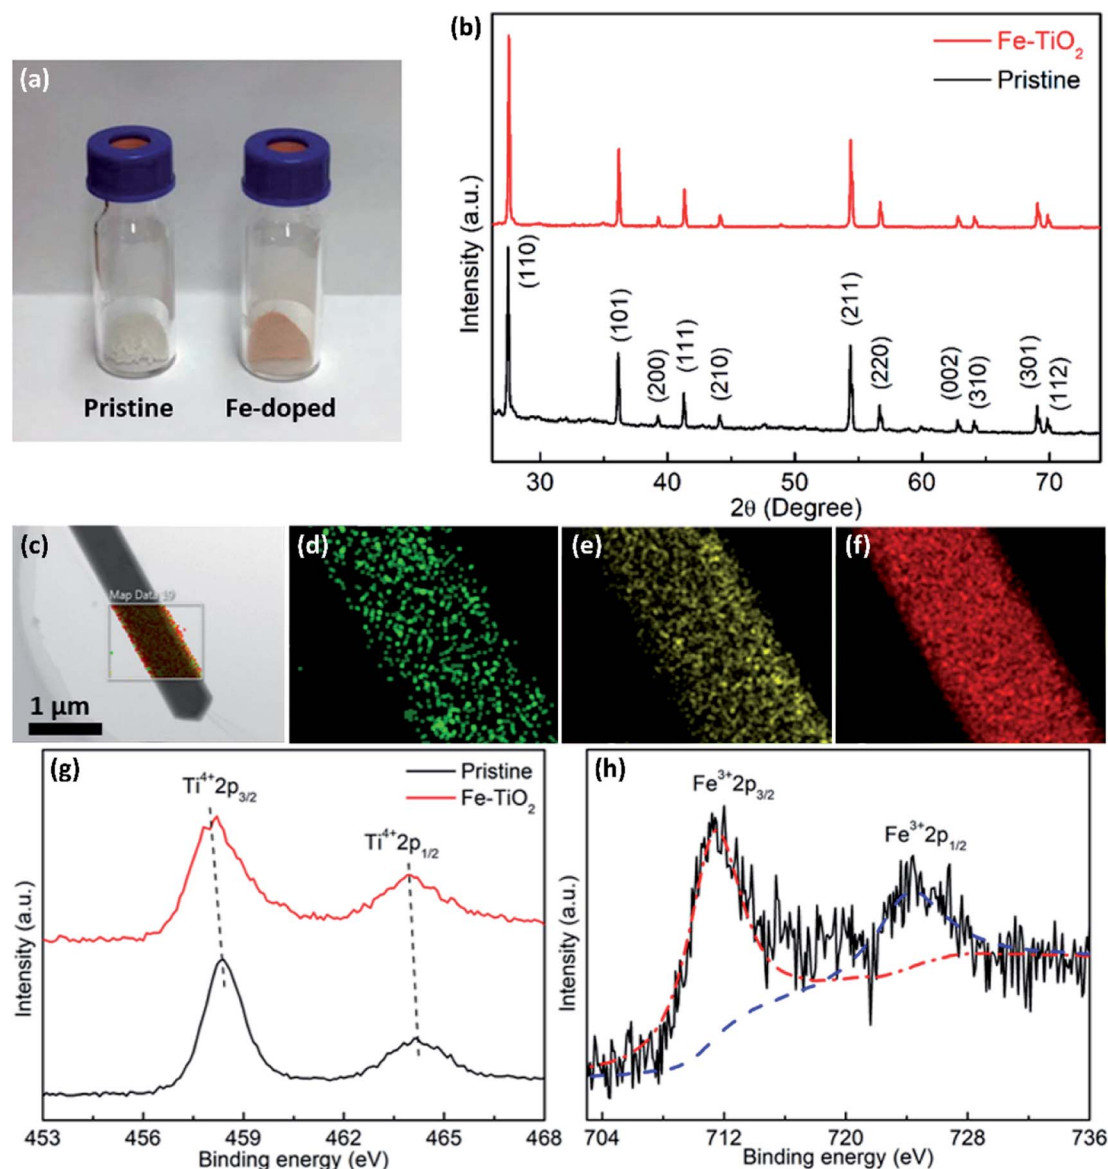 (a)
Pristine Fe-doped
(b)
Fe-TiO₂
Pristine
Intensity (a.u.)
(110)
(101)
(200)
(111)
(210)
(211)
(220)
(002)
(310)
(301)
(112)
30 40 50 60 70
2θ (Degree)
(c)
Map Data 19
1 μm
(d)
(e)
(f)
(g)
Pristine
Fe-TiO₂
Ti⁴⁺2p₃/₂
Ti⁴⁺2p₁/₂
Intensity (a.u.)
453 456 459 462 465 468
Binding energy (eV)
(h)
Fe³⁺2p₃/₂
Fe³⁺2p₁/₂
Intensity (a.u.)
704 712 720 728 736
Binding energy (eV)